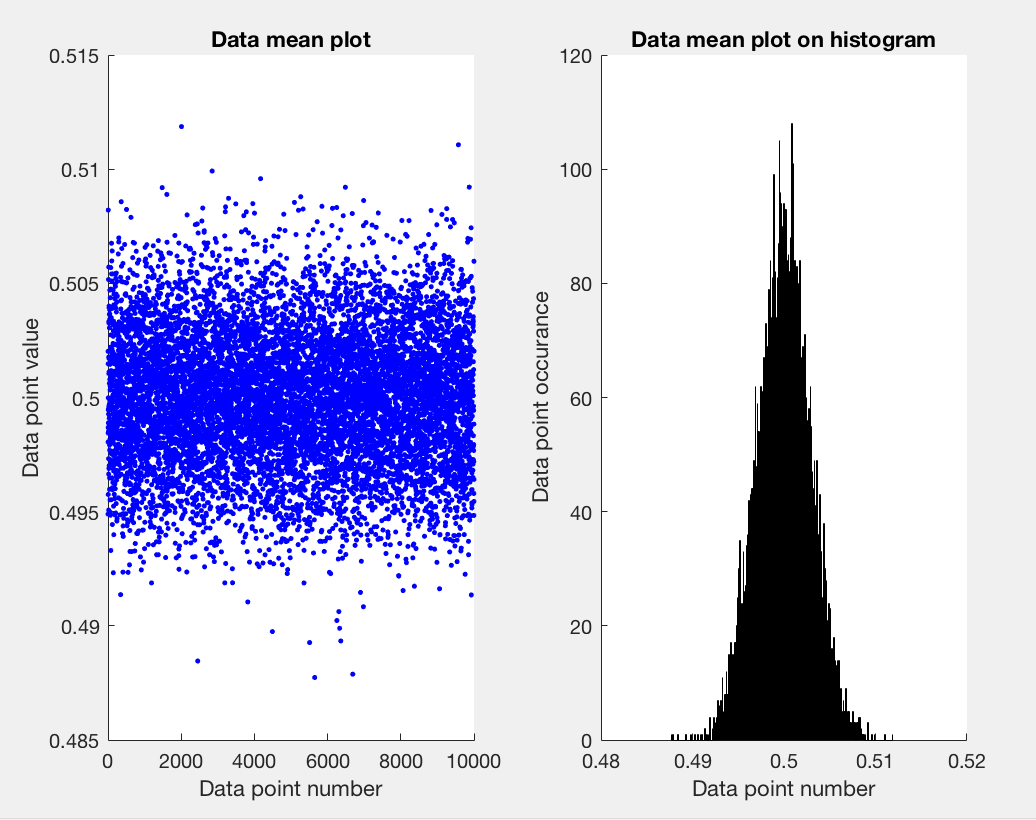 Data mean plot
0.515
0.51
0.505
0.5
0.495
0.49
0.485
0 2000 4000 6000 8000 10000
Data point number
Data point value
Data mean plot on histogram
120
100
80
60
40
20
0
0.48 0.49 0.5 0.51 0.52
Data point number
Data point occurance